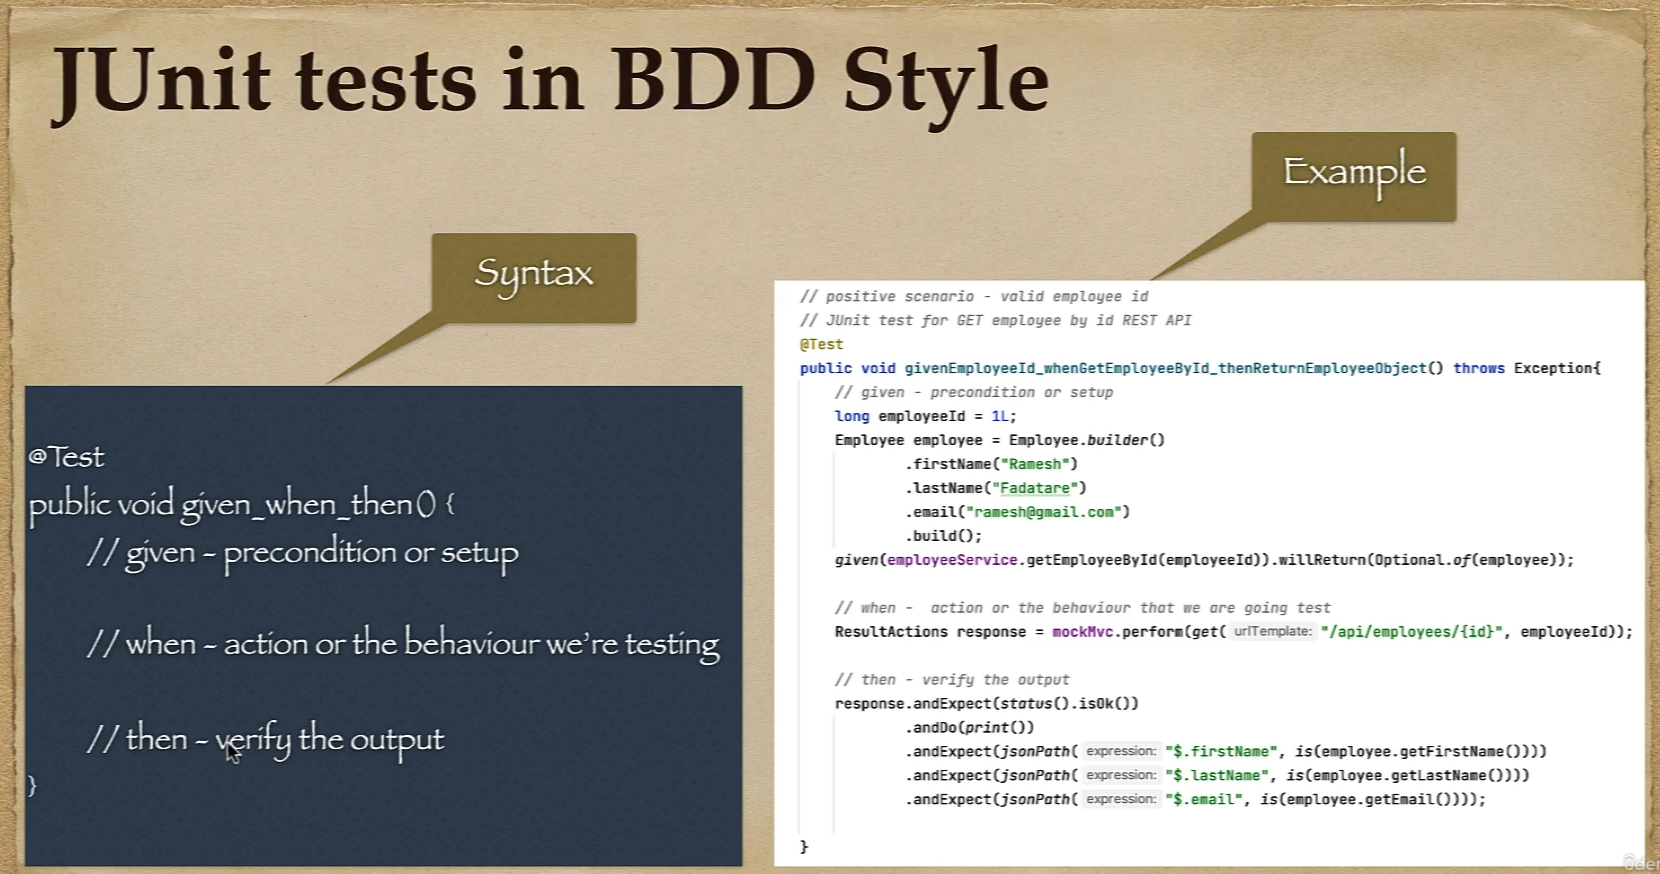 JUnit tests in BDD Style
Syntax
@Test
public void given_when_then() {
// given - precondition or setup
// when - action or the behaviour we're testing
// then - verify the output
}
Example
// positive scenario - valid employee id
// JUnit test for GET employee by id REST API
@Test
public void givenEmployeeId_whenGetEmployeeById_thenReturnEmployeeObject() throws Exception{
// given - precondition or setup
long employeeId = 1L;
Employee employee = Employee.builder()
.firstName("Ramesh")
.lastName("Fadatare")
.email("ramesh@gmail.com")
.build();
given(employeeService.getEmployeeById(employeeId)).willReturn(Optional.of(employee));
// when -  action or the behaviour that we are going test
ResultActions response = mockMvc.perform(get( urlTemplate: "/api/employees/{id}", employeeId));
// then - verify the output
response.andExpect(status().isOk())
.andDo(print())
.andExpect(jsonPath( expression: "$.firstName", is(employee.getFirstName())))
.andExpect(jsonPath( expression: "$.lastName", is(employee.getLastName())))
.andExpect(jsonPath( expression: "$.email", is(employee.getEmail())));
}